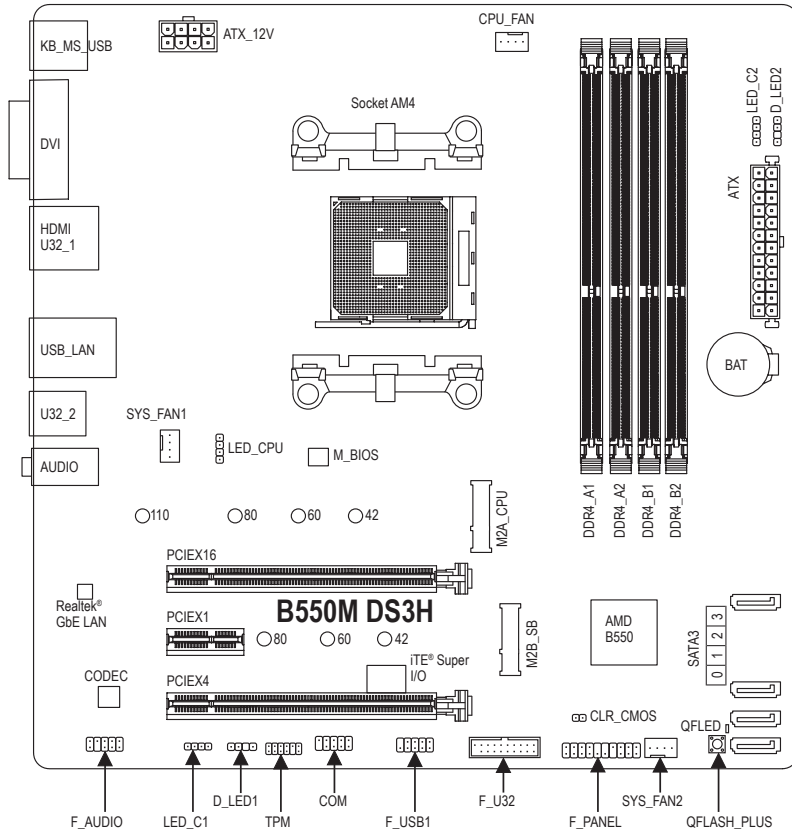 KB_MS_USB
ATX_12V
CPU_FAN
LED_C2
D_LED2
DVI
Socket AM4
ATX
HDMI
U32_1
USB_LAN
BAT
U32_2
SYS_FAN1
LED_CPU
M_BIOS
AUDIO
DDR4_A1
DDR4_A2
DDR4_B1
DDR4_B2
110
80
60
42
M2A_CPU
PCIEX16
Realtek®
GbE LAN
B550M DS3H
PCIEX1
80
60
42
M2B_SB
AMD
B550
SATA3
0 1 2 3
iTE® Super
I/O
CODEC
PCIEX4
CLR_CMOS
QFLED
F_AUDIO
LED_C1
D_LED1
TPM
COM
F_USB1
F_U32
F_PANEL
SYS_FAN2
QFLASH_PLUS